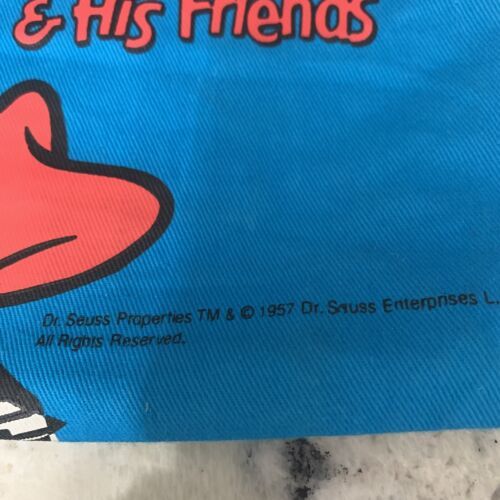 & His Friends
Dr. Seuss Properties TM & © 1957 Dr. Seuss Enterprises L.
All Rights Reserved.